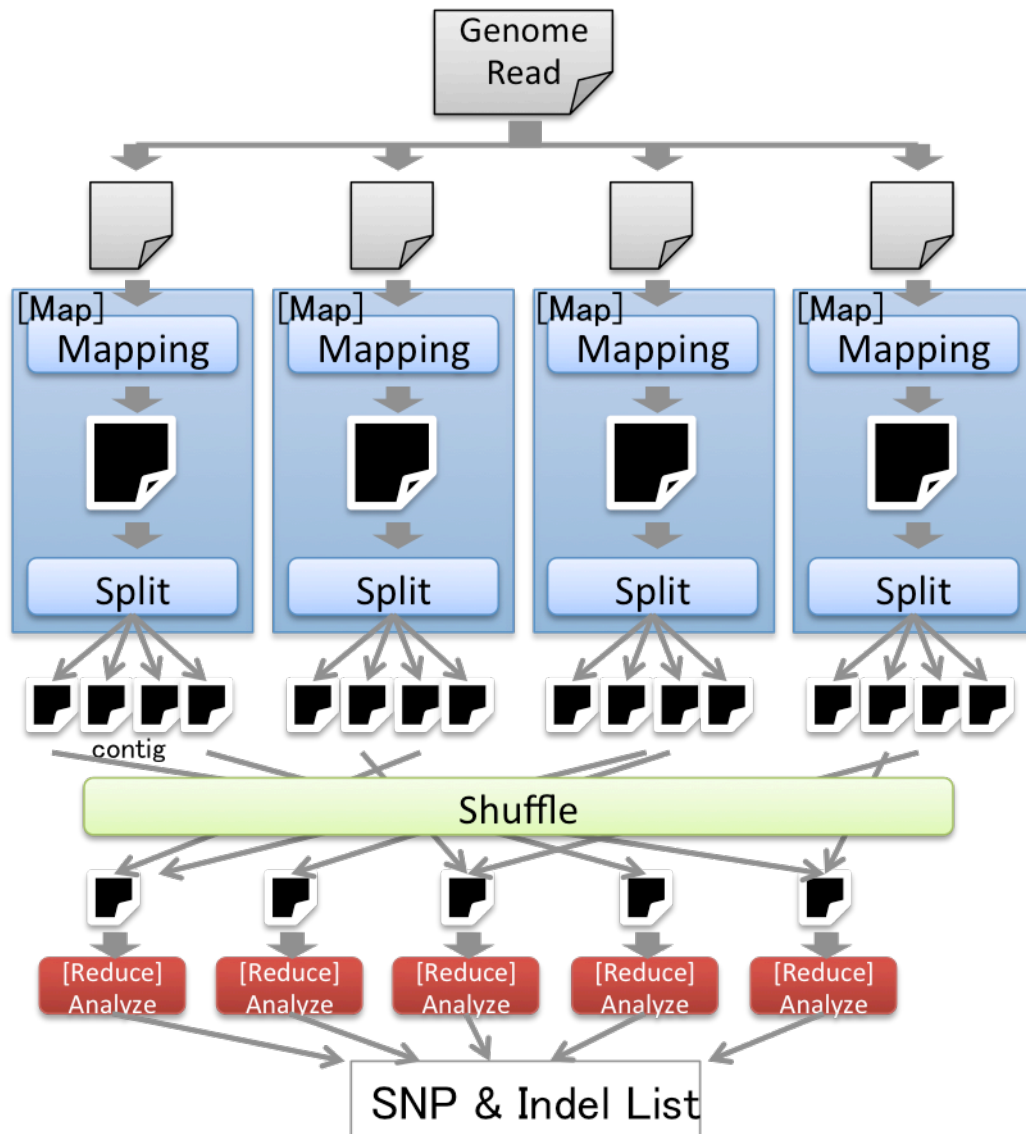 Genome
Read
[Map] [Map] [Map] [Map]
Mapping Mapping Mapping Mapping
Split Split Split Split
contig
Shuffle
[Reduce] [Reduce] [Reduce] [Reduce] [Reduce]
Analyze Analyze Analyze Analyze Analyze
SNP & Indel List